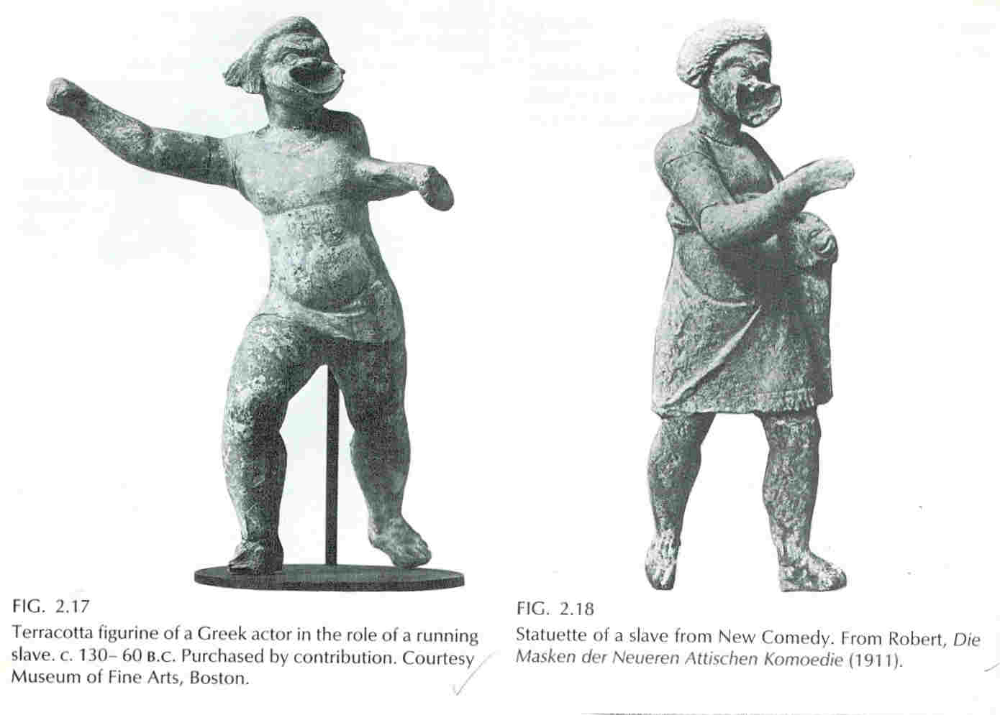 FIG. 2.17
Terracotta figurine of a Greek actor in the role of a running
slave. c. 130– 60 B.C. Purchased by contribution. Courtesy
Museum of Fine Arts, Boston.
FIG. 2.18
Statuette of a slave from New Comedy. From Robert, Die
Masken der Neueren Attischen Komoedie (1911).